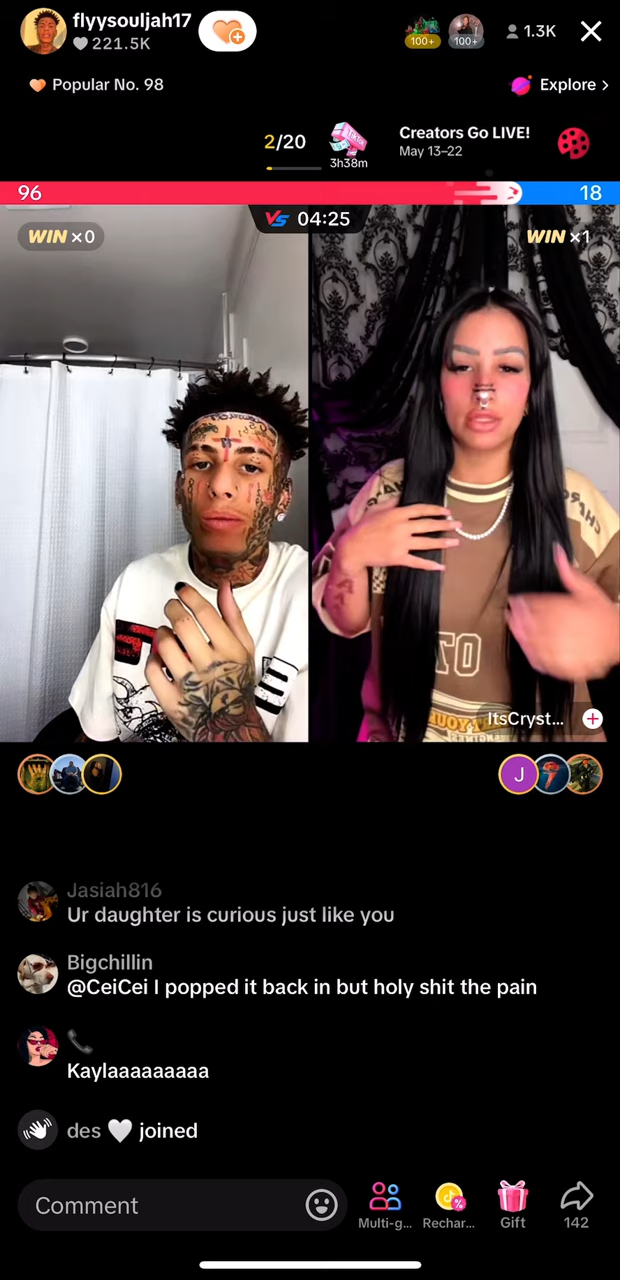 flyysouljah17
221.5K
100+
100+
1.3K
Popular No. 98
Explore >
2/20
TikTok
3h38m
Creators Go LIVE!
May 13–22
96
18
VS 04:25
WIN ×0
WIN ×1
ItsCryst...
J
Jasiah816
Ur daughter is curious just like you
Bigchillin
@CeiCei I popped it back in but holy shit the pain
Kaylaaaaaaaaa
des 🤍 joined
Comment
Multi-g...
Rechar...
Gift
142